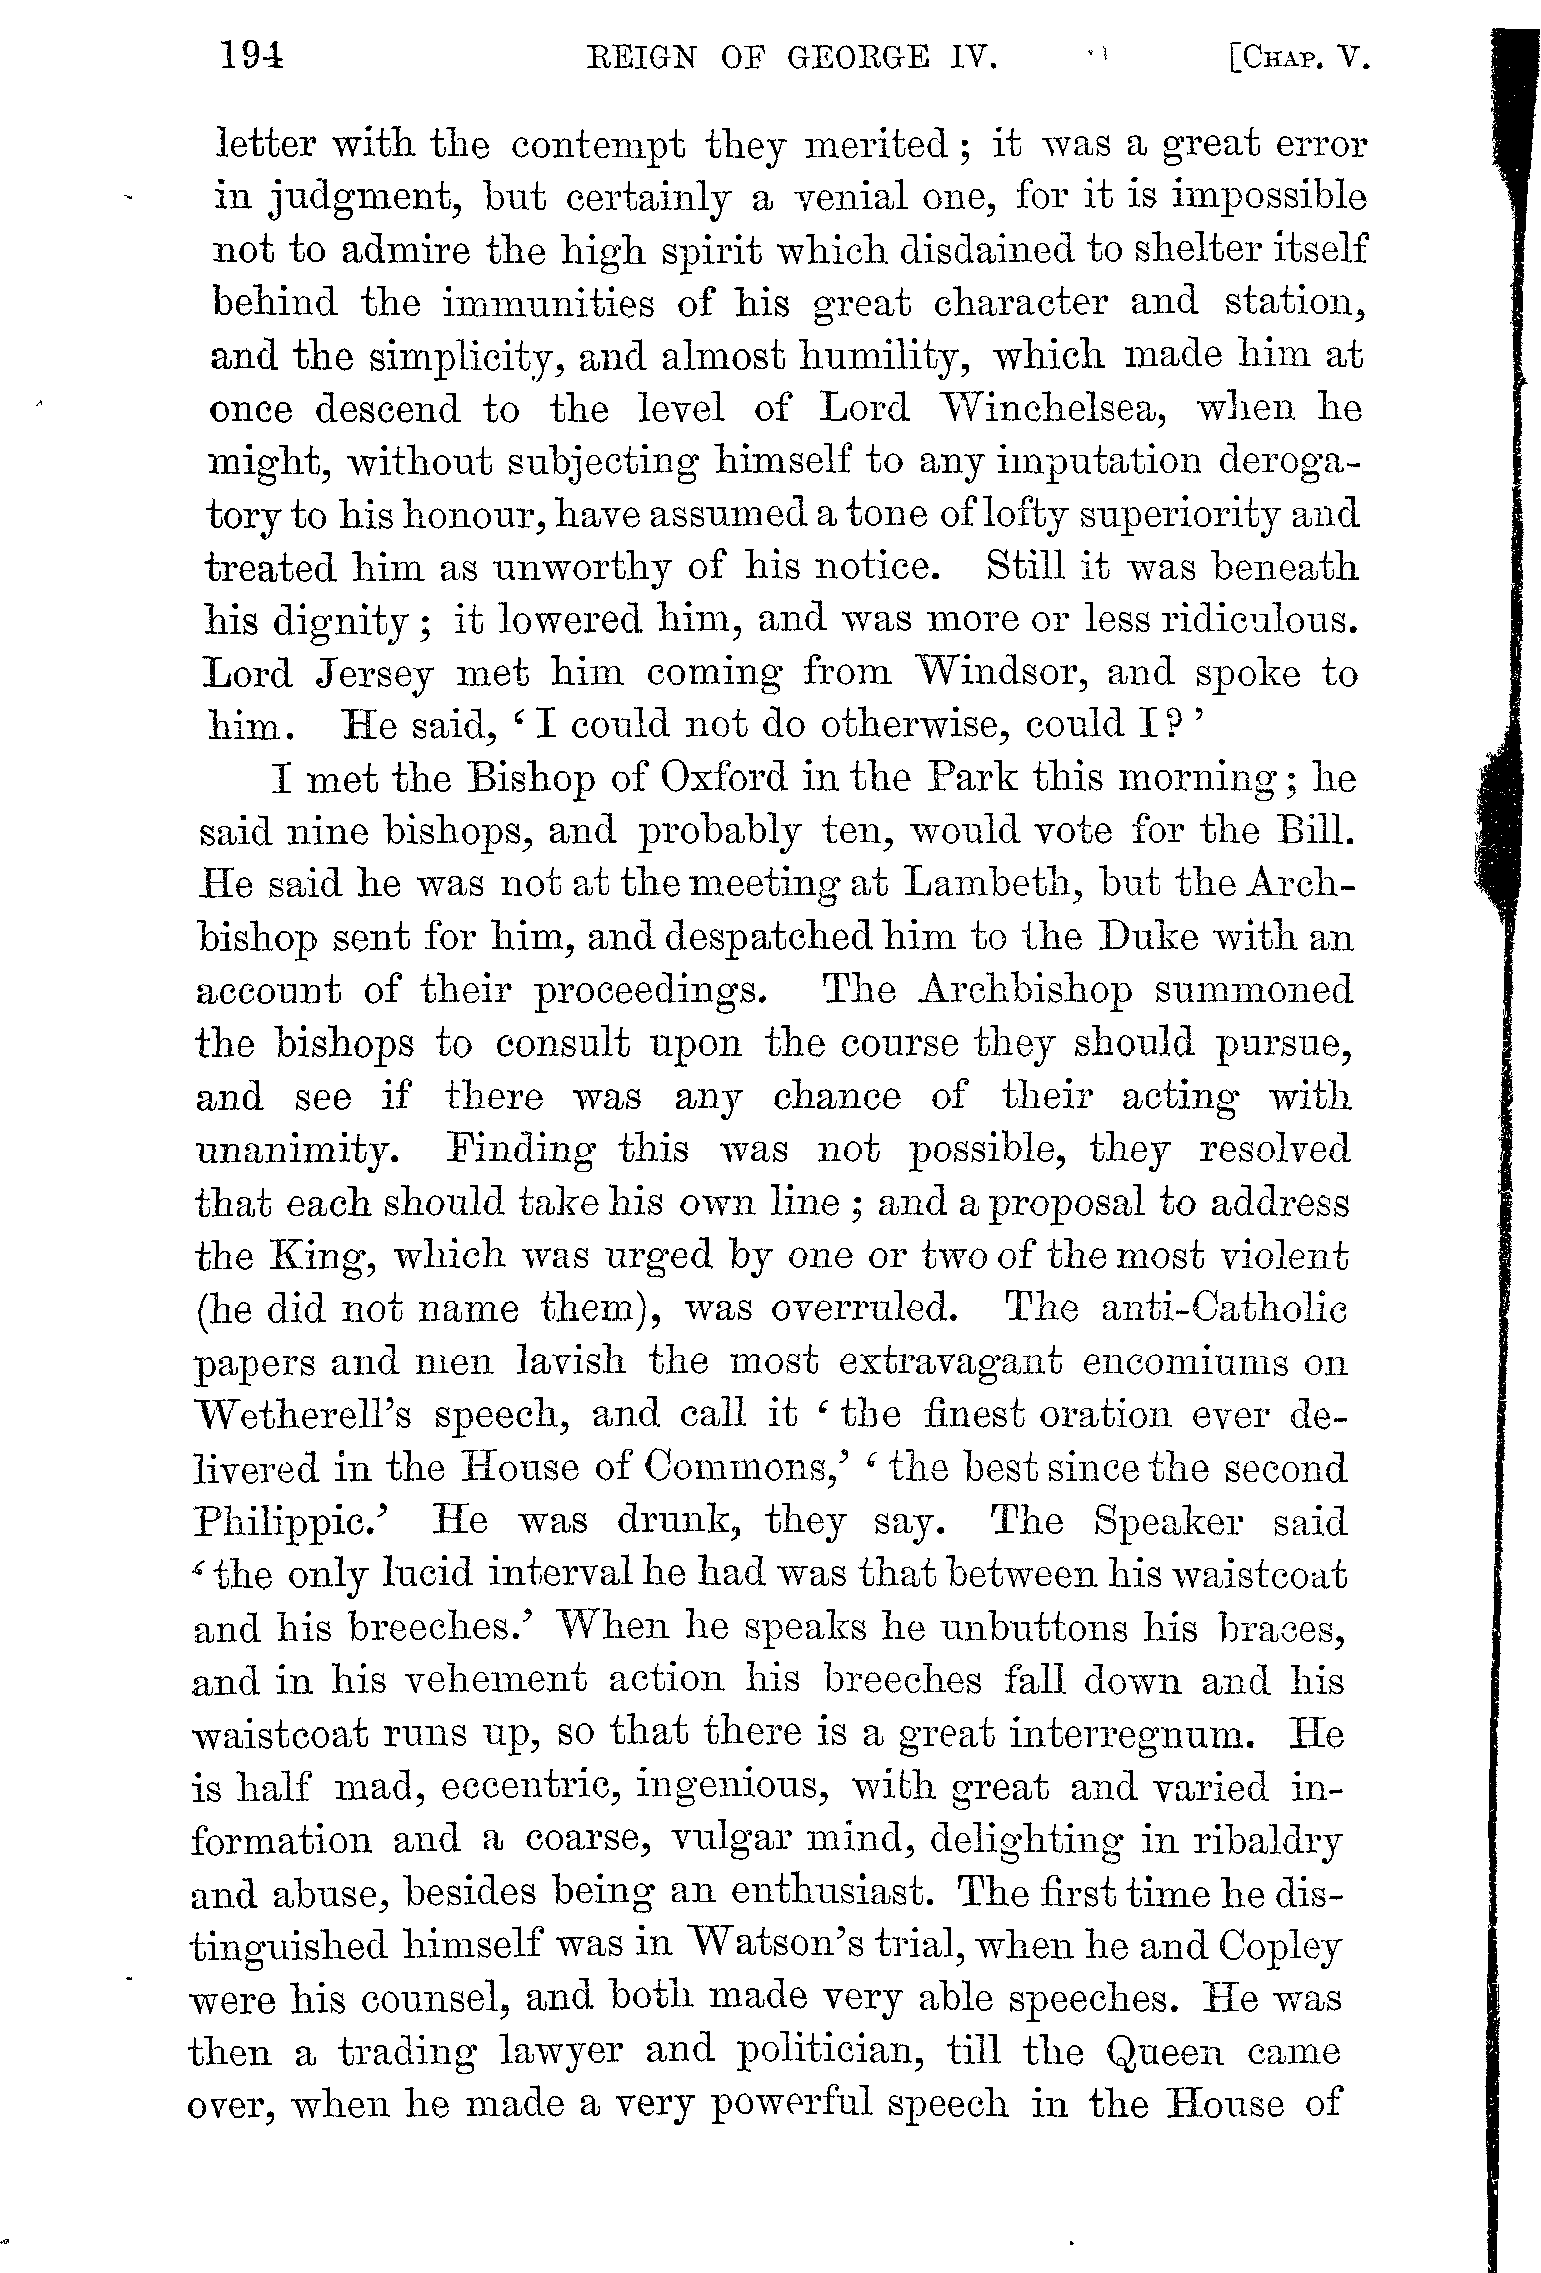 194 REIGN OF GEORGE IV. [CHAP. V.
letter with the contempt they merited; it was a great error
in judgment, but certainly a venial one, for it is impossible
not to admire the high spirit which disdained to shelter itself
behind the immunities of his great character and station,
and the simplicity, and almost humility, which made him at
once descend to the level of Lord Winchelsea, when he
might, without subjecting himself to any imputation deroga-
tory to his honour, have assumed a tone of lofty superiority and
treated him as unworthy of his notice. Still it was beneath
his dignity; it lowered him, and was more or less ridiculous.
Lord Jersey met him coming from Windsor, and spoke to
him. He said, ‘I could not do otherwise, could I?’
I met the Bishop of Oxford in the Park this morning; he
said nine bishops, and probably ten, would vote for the Bill.
He said he was not at the meeting at Lambeth, but the Arch-
bishop sent for him, and despatched him to the Duke with an
account of their proceedings. The Archbishop summoned
the bishops to consult upon the course they should pursue,
and see if there was any chance of their acting with
unanimity. Finding this was not possible, they resolved
that each should take his own line; and a proposal to address
the King, which was urged by one or two of the most violent
(he did not name them), was overruled. The anti-Catholic
papers and men lavish the most extravagant encomiums on
Wetherell’s speech, and call it ‘the finest oration ever de-
livered in the House of Commons,’ ‘the best since the second
Philippic.’ He was drunk, they say. The Speaker said
‘the only lucid interval he had was that between his waistcoat
and his breeches.’ When he speaks he unbuttons his braces,
and in his vehement action his breeches fall down and his
waistcoat runs up, so that there is a great interregnum. He
is half mad, eccentric, ingenious, with great and varied in-
formation and a coarse, vulgar mind, delighting in ribaldry
and abuse, besides being an enthusiast. The first time he dis-
tinguished himself was in Watson’s trial, when he and Copley
were his counsel, and both made very able speeches. He was
then a trading lawyer and politician, till the Queen came
over, when he made a very powerful speech in the House of